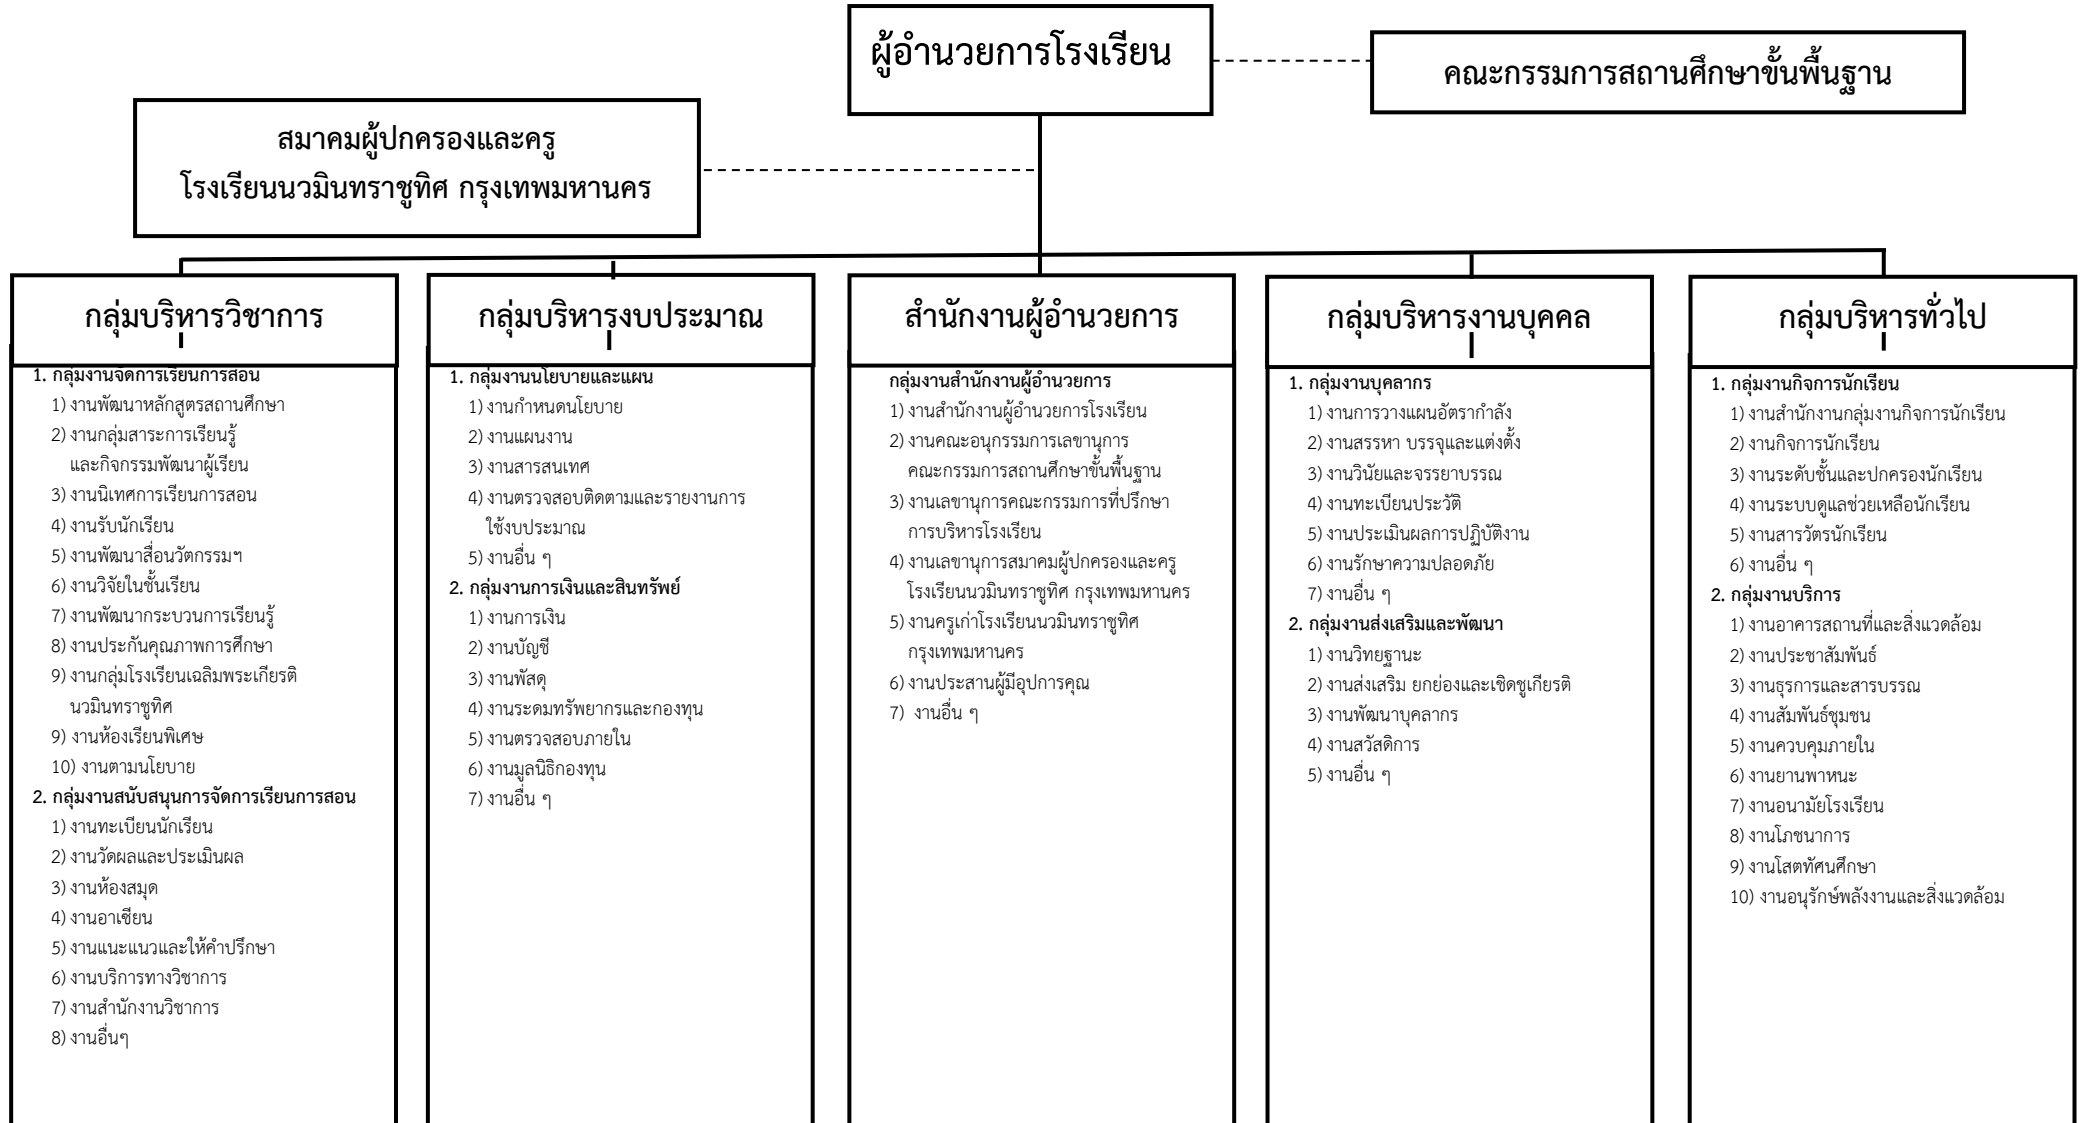 ผู้อำนวยการโรงเรียน
คณะกรรมการสถานศึกษาขั้นพื้นฐาน
สมาคมผู้ปกครองและครู
โรงเรียนนวมินทราชูทิศ กรุงเทพมหานคร
กลุ่มบริหารวิชาการ
1. กลุ่มงานจัดการเรียนการสอน
1) งานพัฒนาหลักสูตรสถานศึกษา
2) งานกลุ่มสาระการเรียนรู้
และกิจกรรมพัฒนาผู้เรียน
3) งานนิเทศการเรียนการสอน
4) งานรับนักเรียน
5) งานพัฒนาสื่อนวัตกรรมฯ
6) งานวิจัยในชั้นเรียน
7) งานพัฒนากระบวนการเรียนรู้
8) งานประกันคุณภาพการศึกษา
9) งานกลุ่มโรงเรียนเฉลิมพระเกียรติ
นวมินทราชูทิศ
9) งานห้องเรียนพิเศษ
10) งานตามนโยบาย
2. กลุ่มงานสนับสนุนการจัดการเรียนการสอน
1) งานทะเบียนนักเรียน
2) งานวัดผลและประเมินผล
3) งานห้องสมุด
4) งานอาเซียน
5) งานแนะแนวและให้คำปรึกษา
6) งานบริการทางวิชาการ
7) งานสำนักงานวิชาการ
8) งานอื่นๆ
กลุ่มบริหารงบประมาณ
1. กลุ่มงานนโยบายและแผน
1) งานกำหนดนโยบาย
2) งานแผนงาน
3) งานสารสนเทศ
4) งานตรวจสอบติดตามและรายงานการ
ใช้งบประมาณ
5) งานอื่น ๆ
2. กลุ่มงานการเงินและสินทรัพย์
1) งานการเงิน
2) งานบัญชี
3) งานพัสดุ
4) งานระดมทรัพยากรและกองทุน
5) งานตรวจสอบภายใน
6) งานมูลนิธิกองทุน
7) งานอื่น ๆ
สำนักงานผู้อำนวยการ
กลุ่มงานสำนักงานผู้อำนวยการ
1) งานสำนักงานผู้อำนวยการโรงเรียน
2) งานคณะอนุกรรมการเลขานุการ
คณะกรรมการสถานศึกษาขั้นพื้นฐาน
3) งานเลขานุการคณะกรรมการที่ปรึกษา
การบริหารโรงเรียน
4) งานเลขานุการสมาคมผู้ปกครองและครู
โรงเรียนนวมินทราชูทิศ กรุงเทพมหานคร
5) งานครูเก่าโรงเรียนนวมินทราชูทิศ
กรุงเทพมหานคร
6) งานประสานผู้มีอุปการคุณ
7) งานอื่น ๆ
กลุ่มบริหารงานบุคคล
1. กลุ่มงานบุคลากร
1) งานการวางแผนอัตรากำลัง
2) งานสรรหา บรรจุและแต่งตั้ง
3) งานวินัยและจรรยาบรรณ
4) งานทะเบียนประวัติ
5) งานประเมินผลการปฏิบัติงาน
6) งานรักษาความปลอดภัย
7) งานอื่น ๆ
2. กลุ่มงานส่งเสริมและพัฒนา
1) งานวิทยฐานะ
2) งานส่งเสริม ยกย่องและเชิดชูเกียรติ
3) งานพัฒนาบุคลากร
4) งานสวัสดิการ
5) งานอื่น ๆ
กลุ่มบริหารทั่วไป
1. กลุ่มงานกิจการนักเรียน
1) งานสำนักงานกลุ่มงานกิจการนักเรียน
2) งานกิจการนักเรียน
3) งานระดับชั้นและปกครองนักเรียน
4) งานระบบดูแลช่วยเหลือนักเรียน
5) งานสารวัตรนักเรียน
6) งานอื่น ๆ
2. กลุ่มงานบริการ
1) งานอาคารสถานที่และสิ่งแวดล้อม
2) งานประชาสัมพันธ์
3) งานธุรการและสารบรรณ
4) งานสัมพันธ์ชุมชน
5) งานควบคุมภายใน
6) งานยานพาหนะ
7) งานอนามัยโรงเรียน
8) งานโภชนาการ
9) งานโสตทัศนศึกษา
10) งานอนุรักษ์พลังงานและสิ่งแวดล้อม